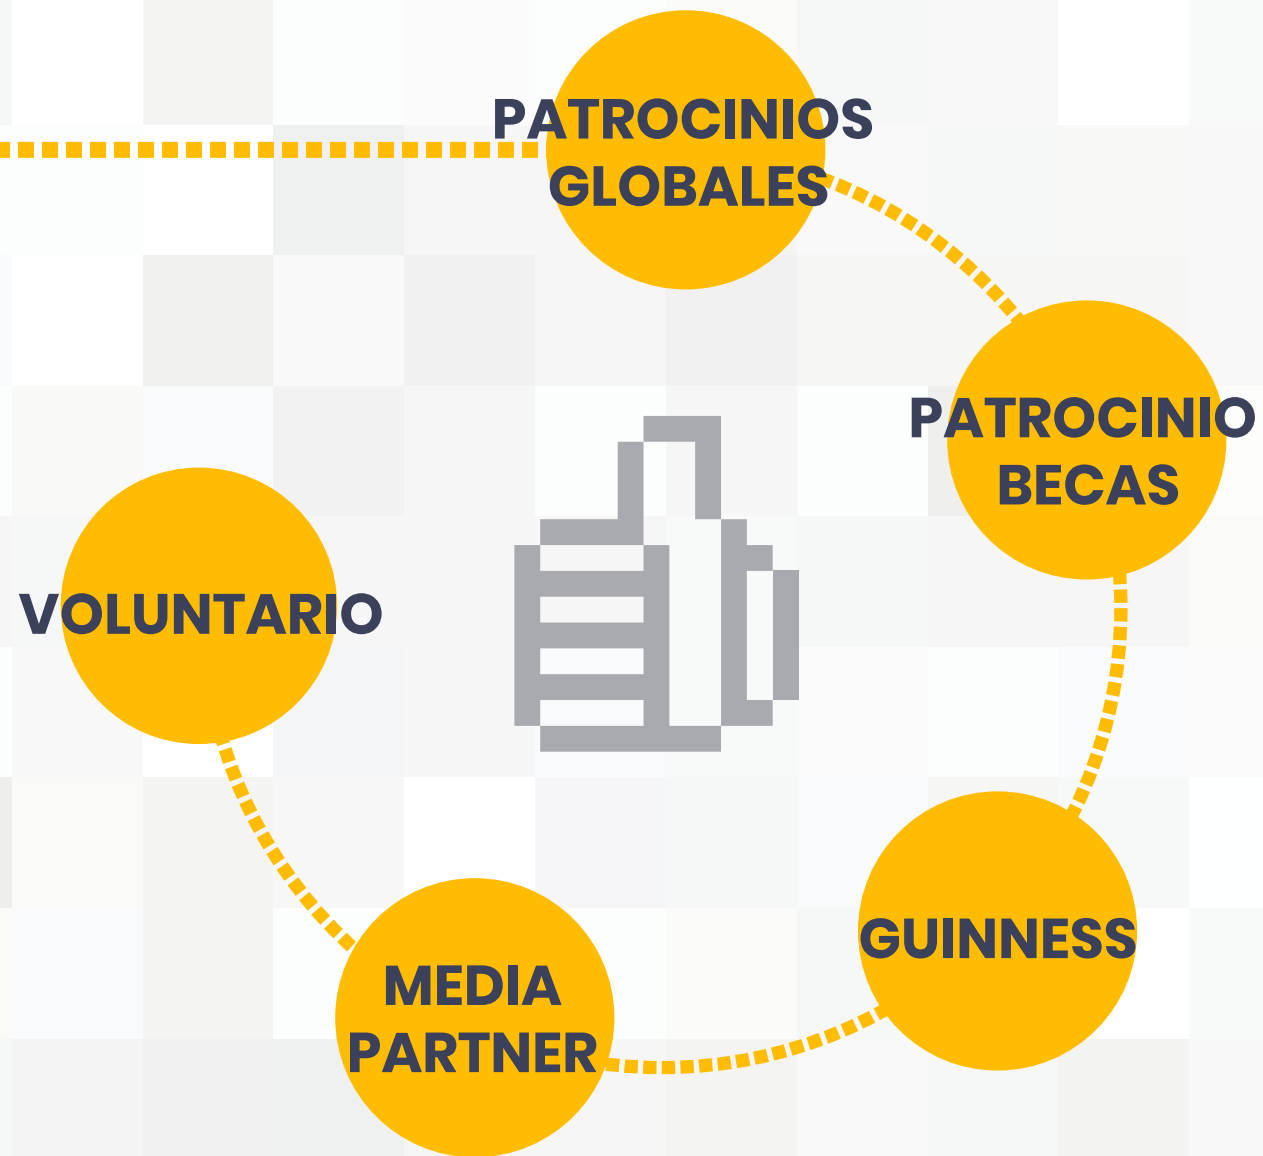 PATROCINIOS
GLOBALES
PATROCINIO
BECAS
VOLUNTARIO
GUINNESS
MEDIA
PARTNER